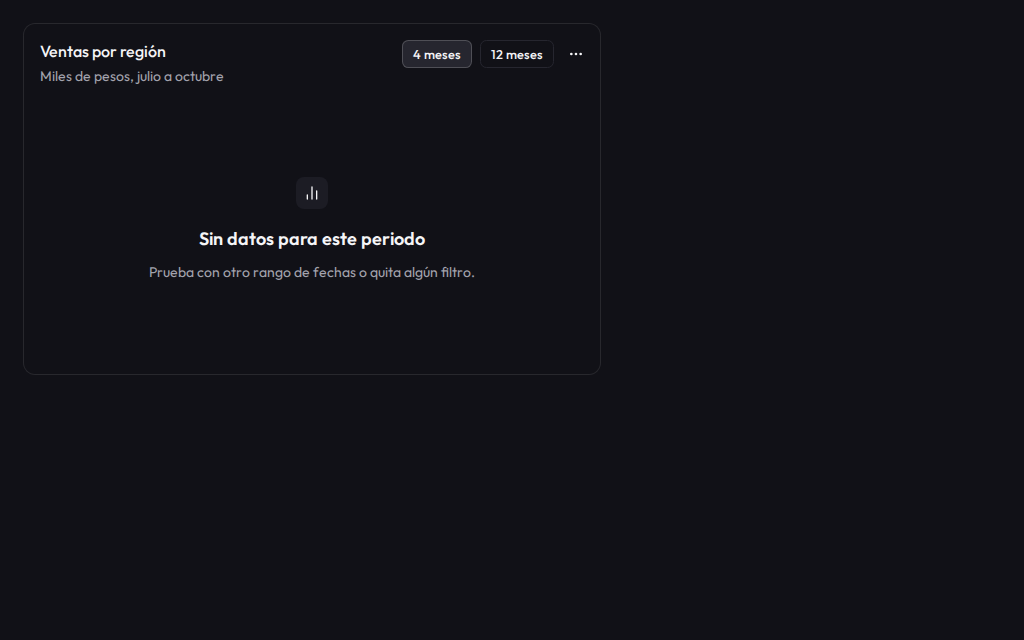 Ventas por región
4 meses
12 meses
Miles de pesos, julio a octubre
Sin datos para este periodo
Prueba con otro rango de fechas o quita algún filtro.